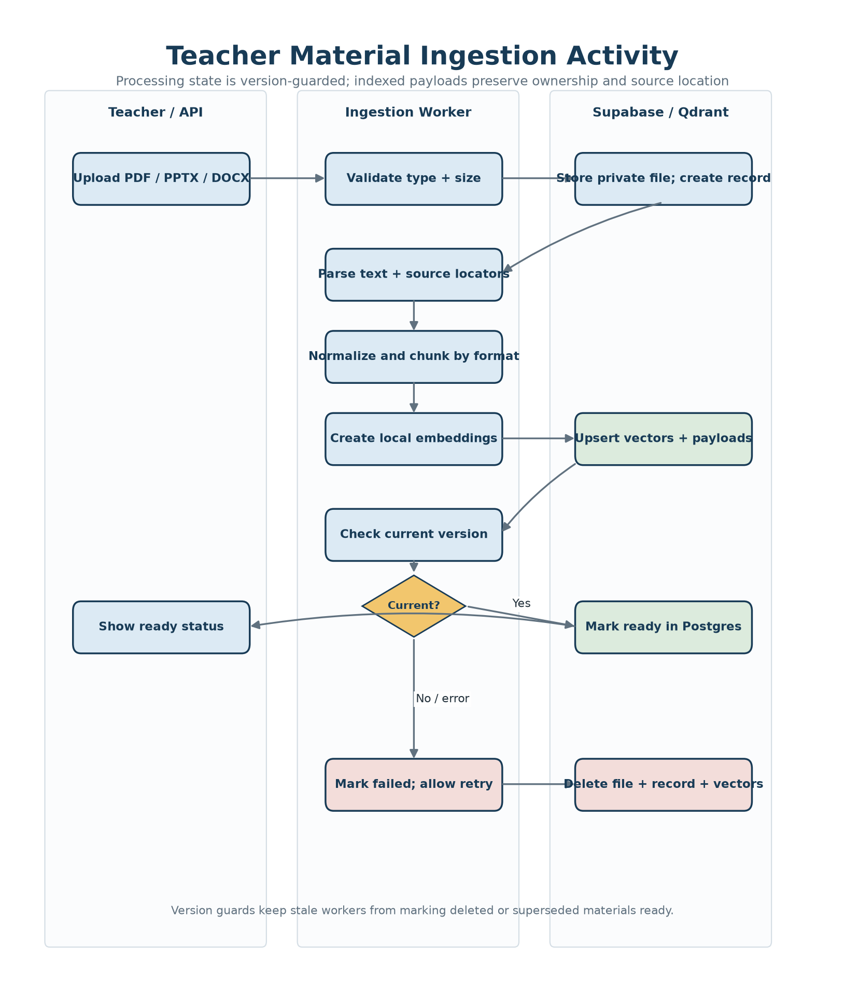 Teacher Material Ingestion Activity
Processing state is version-guarded; indexed payloads preserve ownership and source location
Teacher / API
Ingestion Worker
Supabase / Qdrant
Upload PDF / PPTX / DOCX
Validate type + size
Store private file; create record
Parse text + source locators
Normalize and chunk by format
Create local embeddings
Upsert vectors + payloads
Check current version
Current?
Yes
Show ready status
Mark ready in Postgres
No / error
Mark failed; allow retry
Delete file + record + vectors
Version guards keep stale workers from marking deleted or superseded materials ready.